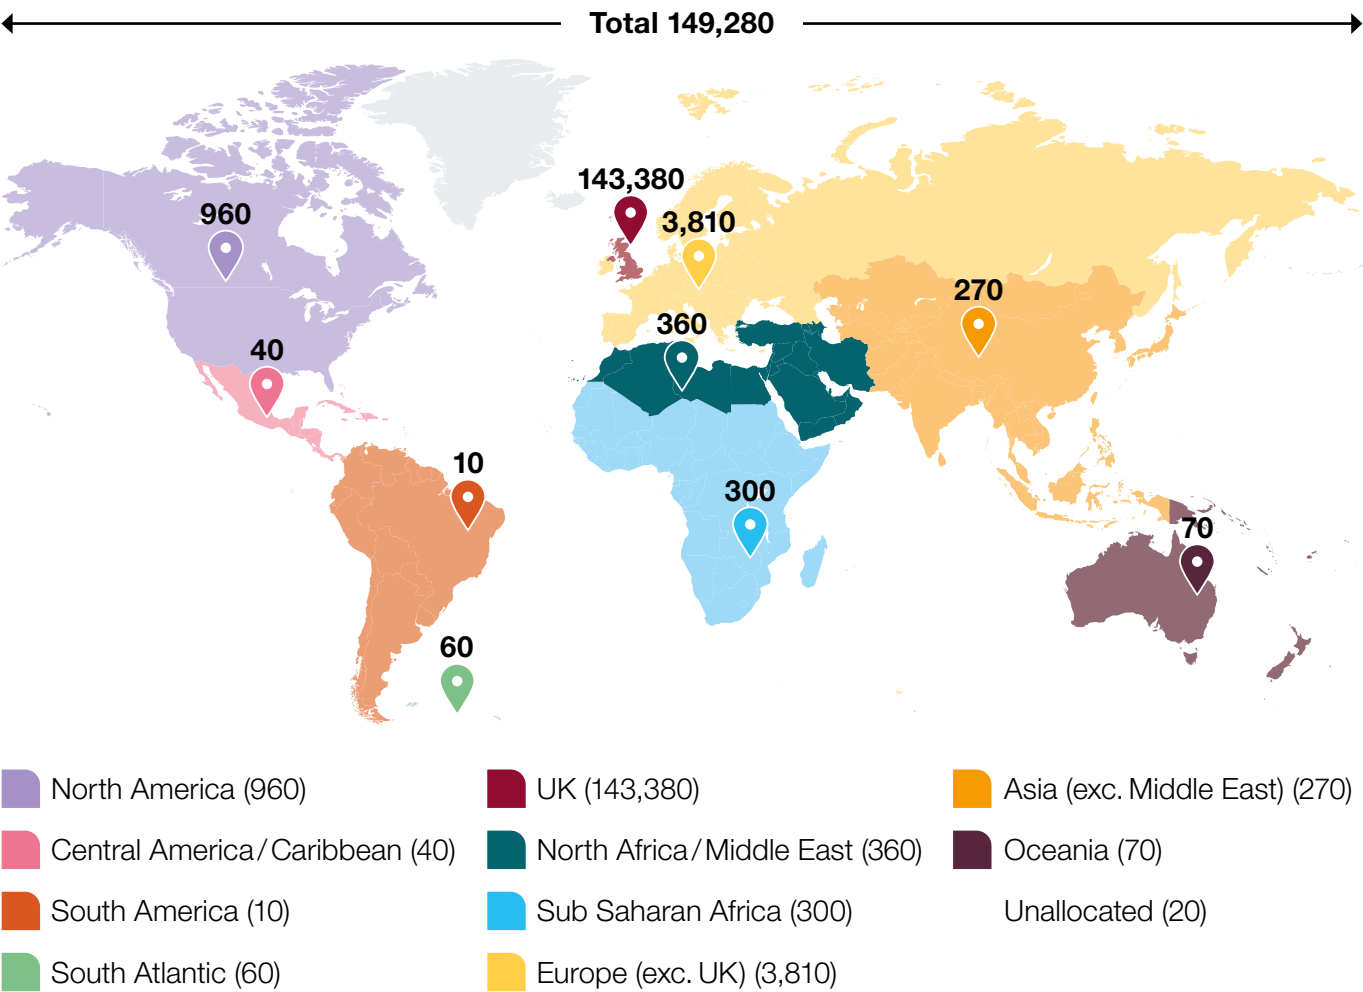 Total 149,280
143,380
960
3,810
270
360
40
10
300
70
60
North America (960)
Central America/Caribbean (40)
South America (10)
South Atlantic (60)
UK (143,380)
North Africa/Middle East (360)
Sub Saharan Africa (300)
Europe (exc. UK) (3,810)
Asia (exc. Middle East) (270)
Oceania (70)
Unallocated (20)